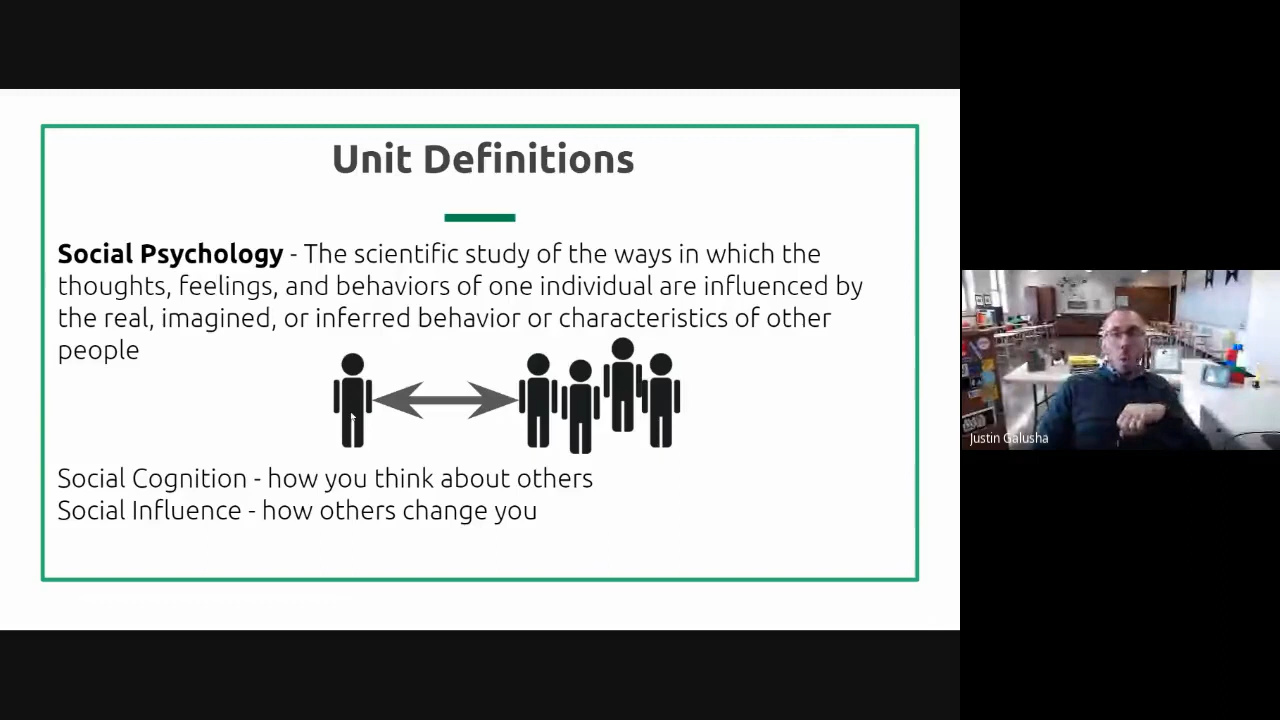 Unit Definitions
Social Psychology - The scientific study of the ways in which the
thoughts, feelings, and behaviors of one individual are influenced by
the real, imagined, or inferred behavior or characteristics of other
people
Social Cognition - how you think about others
Social Influence - how others change you
Justin Galusha